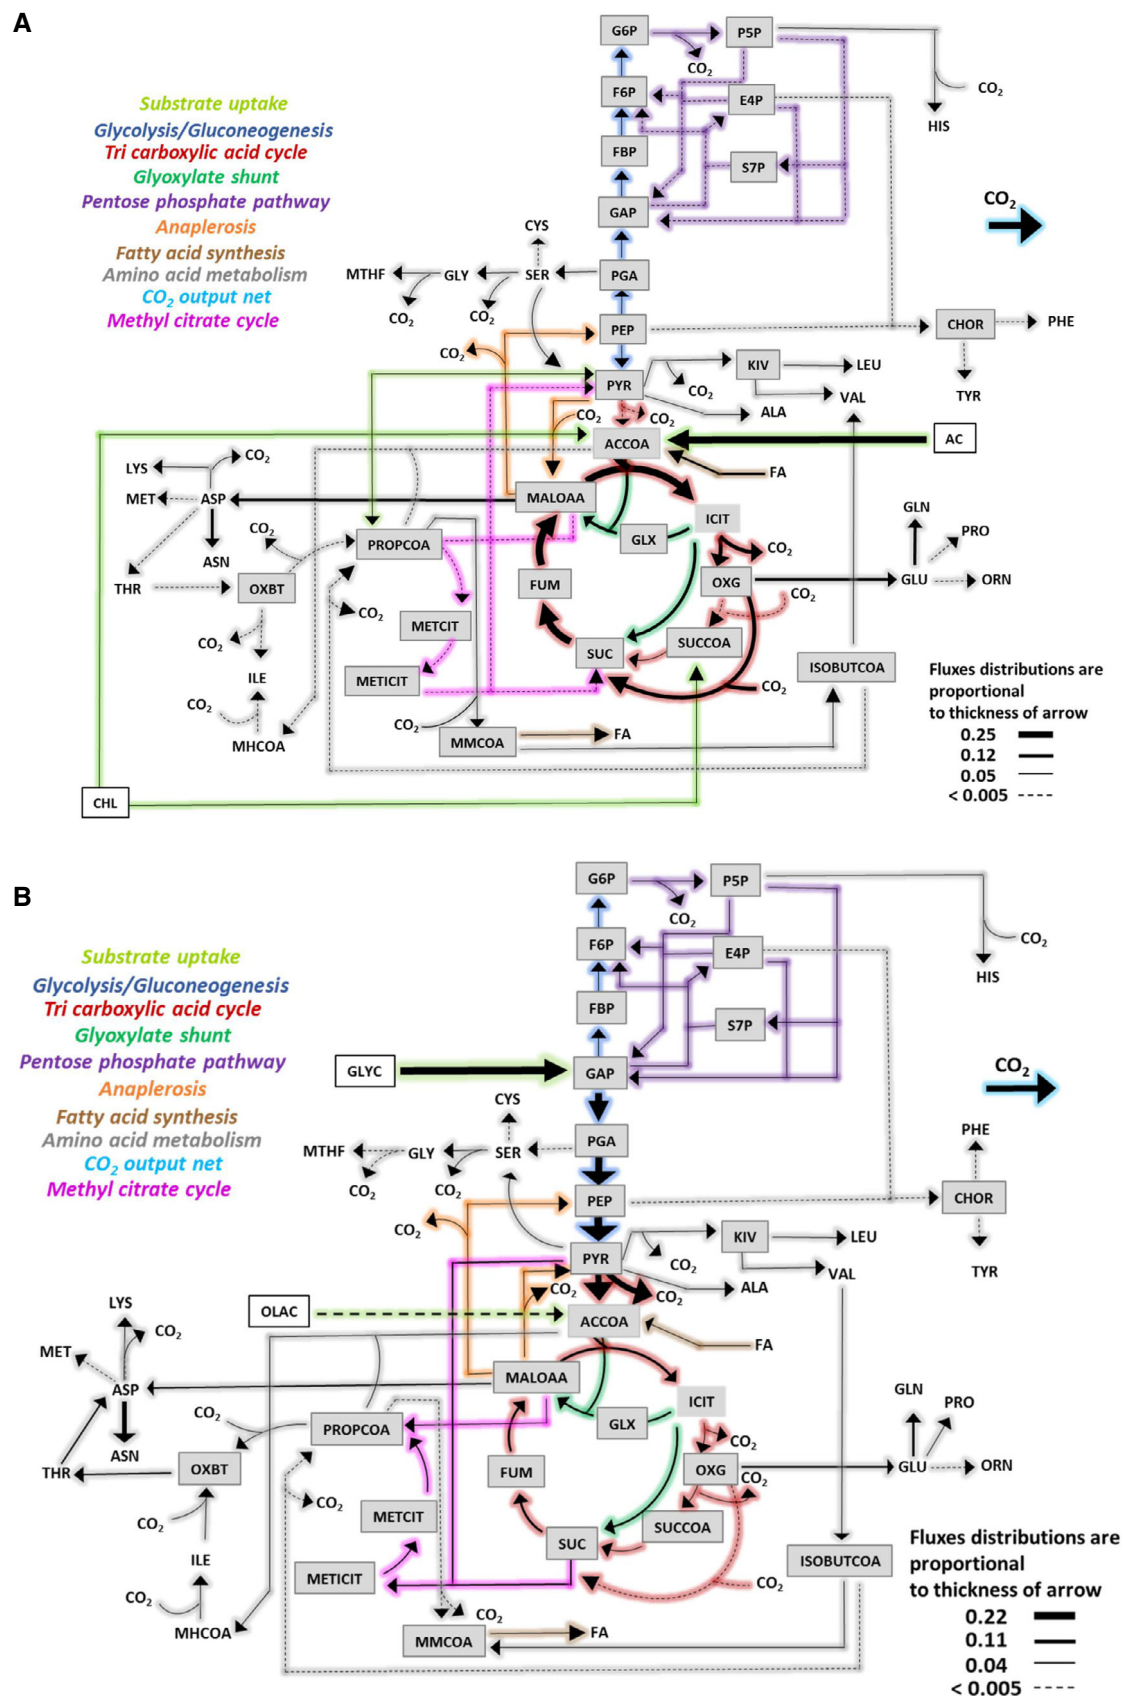 A
Substrate uptake
Glycolysis/Gluconeogenesis
Tri carboxylic acid cycle
Glyoxylate shunt
Pentose phosphate pathway
Anaplerosis
Fatty acid synthesis
Amino acid metabolism
CO2 output net
Methyl citrate cycle
G6P
P5P
CO2
F6P
E4P
CO2
HIS
FBP
S7P
GAP
CO2
CYS
MTHF
GLY
SER
PGA
CO2
CO2
PEP
CHOR
PHE
CO2
PYR
KIV
LEU
CO2
VAL
TYR
ALA
CO2
CO2
ACCOA
AC
LYS
CO2
FA
MET
ASP
MALOAA
ICIT
GLN
CO2
PROPCOA
GLX
CO2
PRO
ASN
THR
OXBT
FUM
OXG
GLU
ORN
CO2
CO2
METCIT
CO2
SUC
SUCCOA
ILE
METICIT
ISOBUTCOA
CO2
CO2
CO2
MHCOA
MMCOA
FA
CHL
Fluxes distributions are
proportional
to thickness of arrow
0.25
0.12
0.05
< 0.005
B
Substrate uptake
Glycolysis/Gluconeogenesis
Tri carboxylic acid cycle
Glyoxylate shunt
Pentose phosphate pathway
Anaplerosis
Fatty acid synthesis
Amino acid metabolism
CO2 output net
Methyl citrate cycle
G6P
P5P
CO2
F6P
E4P
CO2
HIS
FBP
S7P
GLYC
GAP
CO2
CYS
PHE
MTHF
GLY
SER
PGA
CO2
CO2
PEP
CHOR
CO2
PYR
KIV
LEU
CO2
VAL
TYR
CO2
CO2
ALA
LYS
OLAC
ACCOA
CO2
FA
MET
ASP
MALOAA
ICIT
GLN
PRO
CO2
PROPCOA
GLX
CO2
ASN
THR
OXBT
FUM
OXG
CO2
GLU
ORN
CO2
METCIT
CO2
SUCCOA
ILE
SUC
ISOBUTCOA
METICIT
CO2
CO2
CO2
MHCOA
MMCOA
FA
Fluxes distributions are
proportional
to thickness of arrow
0.22
0.11
0.04
< 0.005